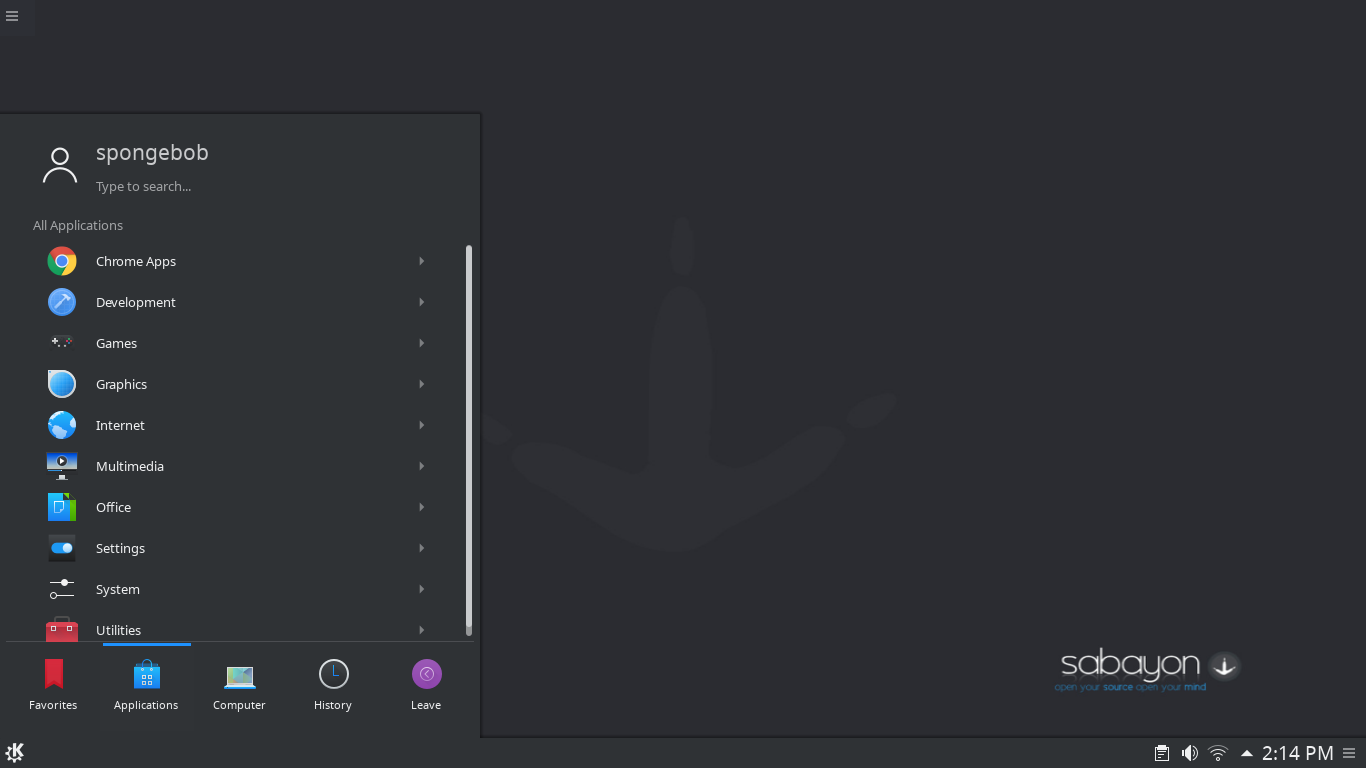 spongebob
Type to search...
All Applications
Chrome Apps
Development
Games
Graphics
Internet
Multimedia
Office
Settings
System
Utilities
Favorites
Applications
Computer
History
Leave
sabayon
open your source open your mind
2:14 PM